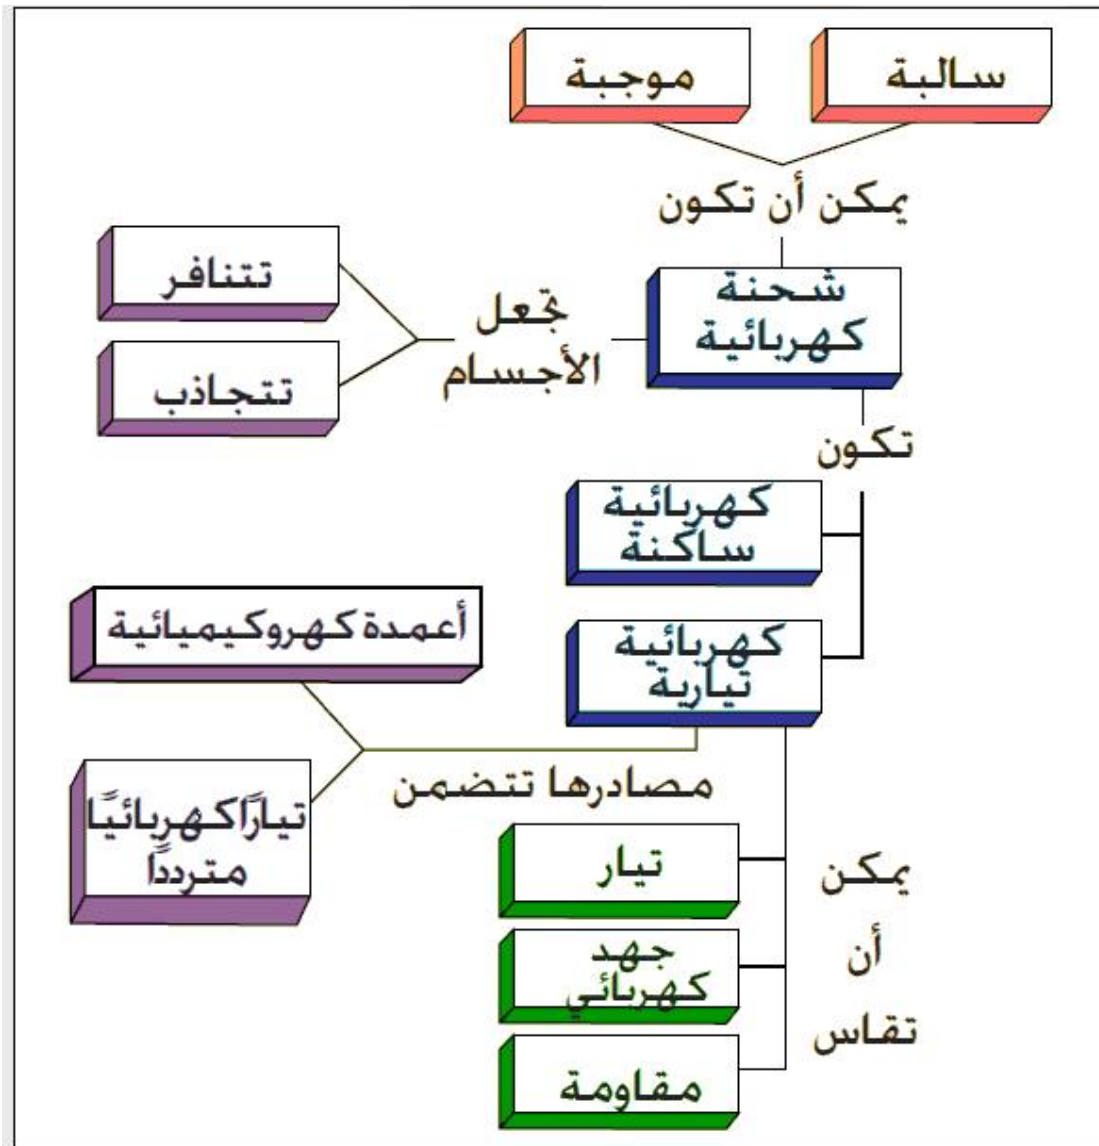 سالبة
موجبة
يمكن أن تكون
شحنة
كهربائية
تجعل
الأجسام
تتنافر
تتجاذب
تكون
كهربائية
ساكنة
كهربائية
تيارية
أعمدة كهروكيميائية
مصادرها تتضمن
تيارًا كهربائيًا
مترددًا
يمكن
أن
تقاس
تيار
جهد
كهربائي
مقاومة